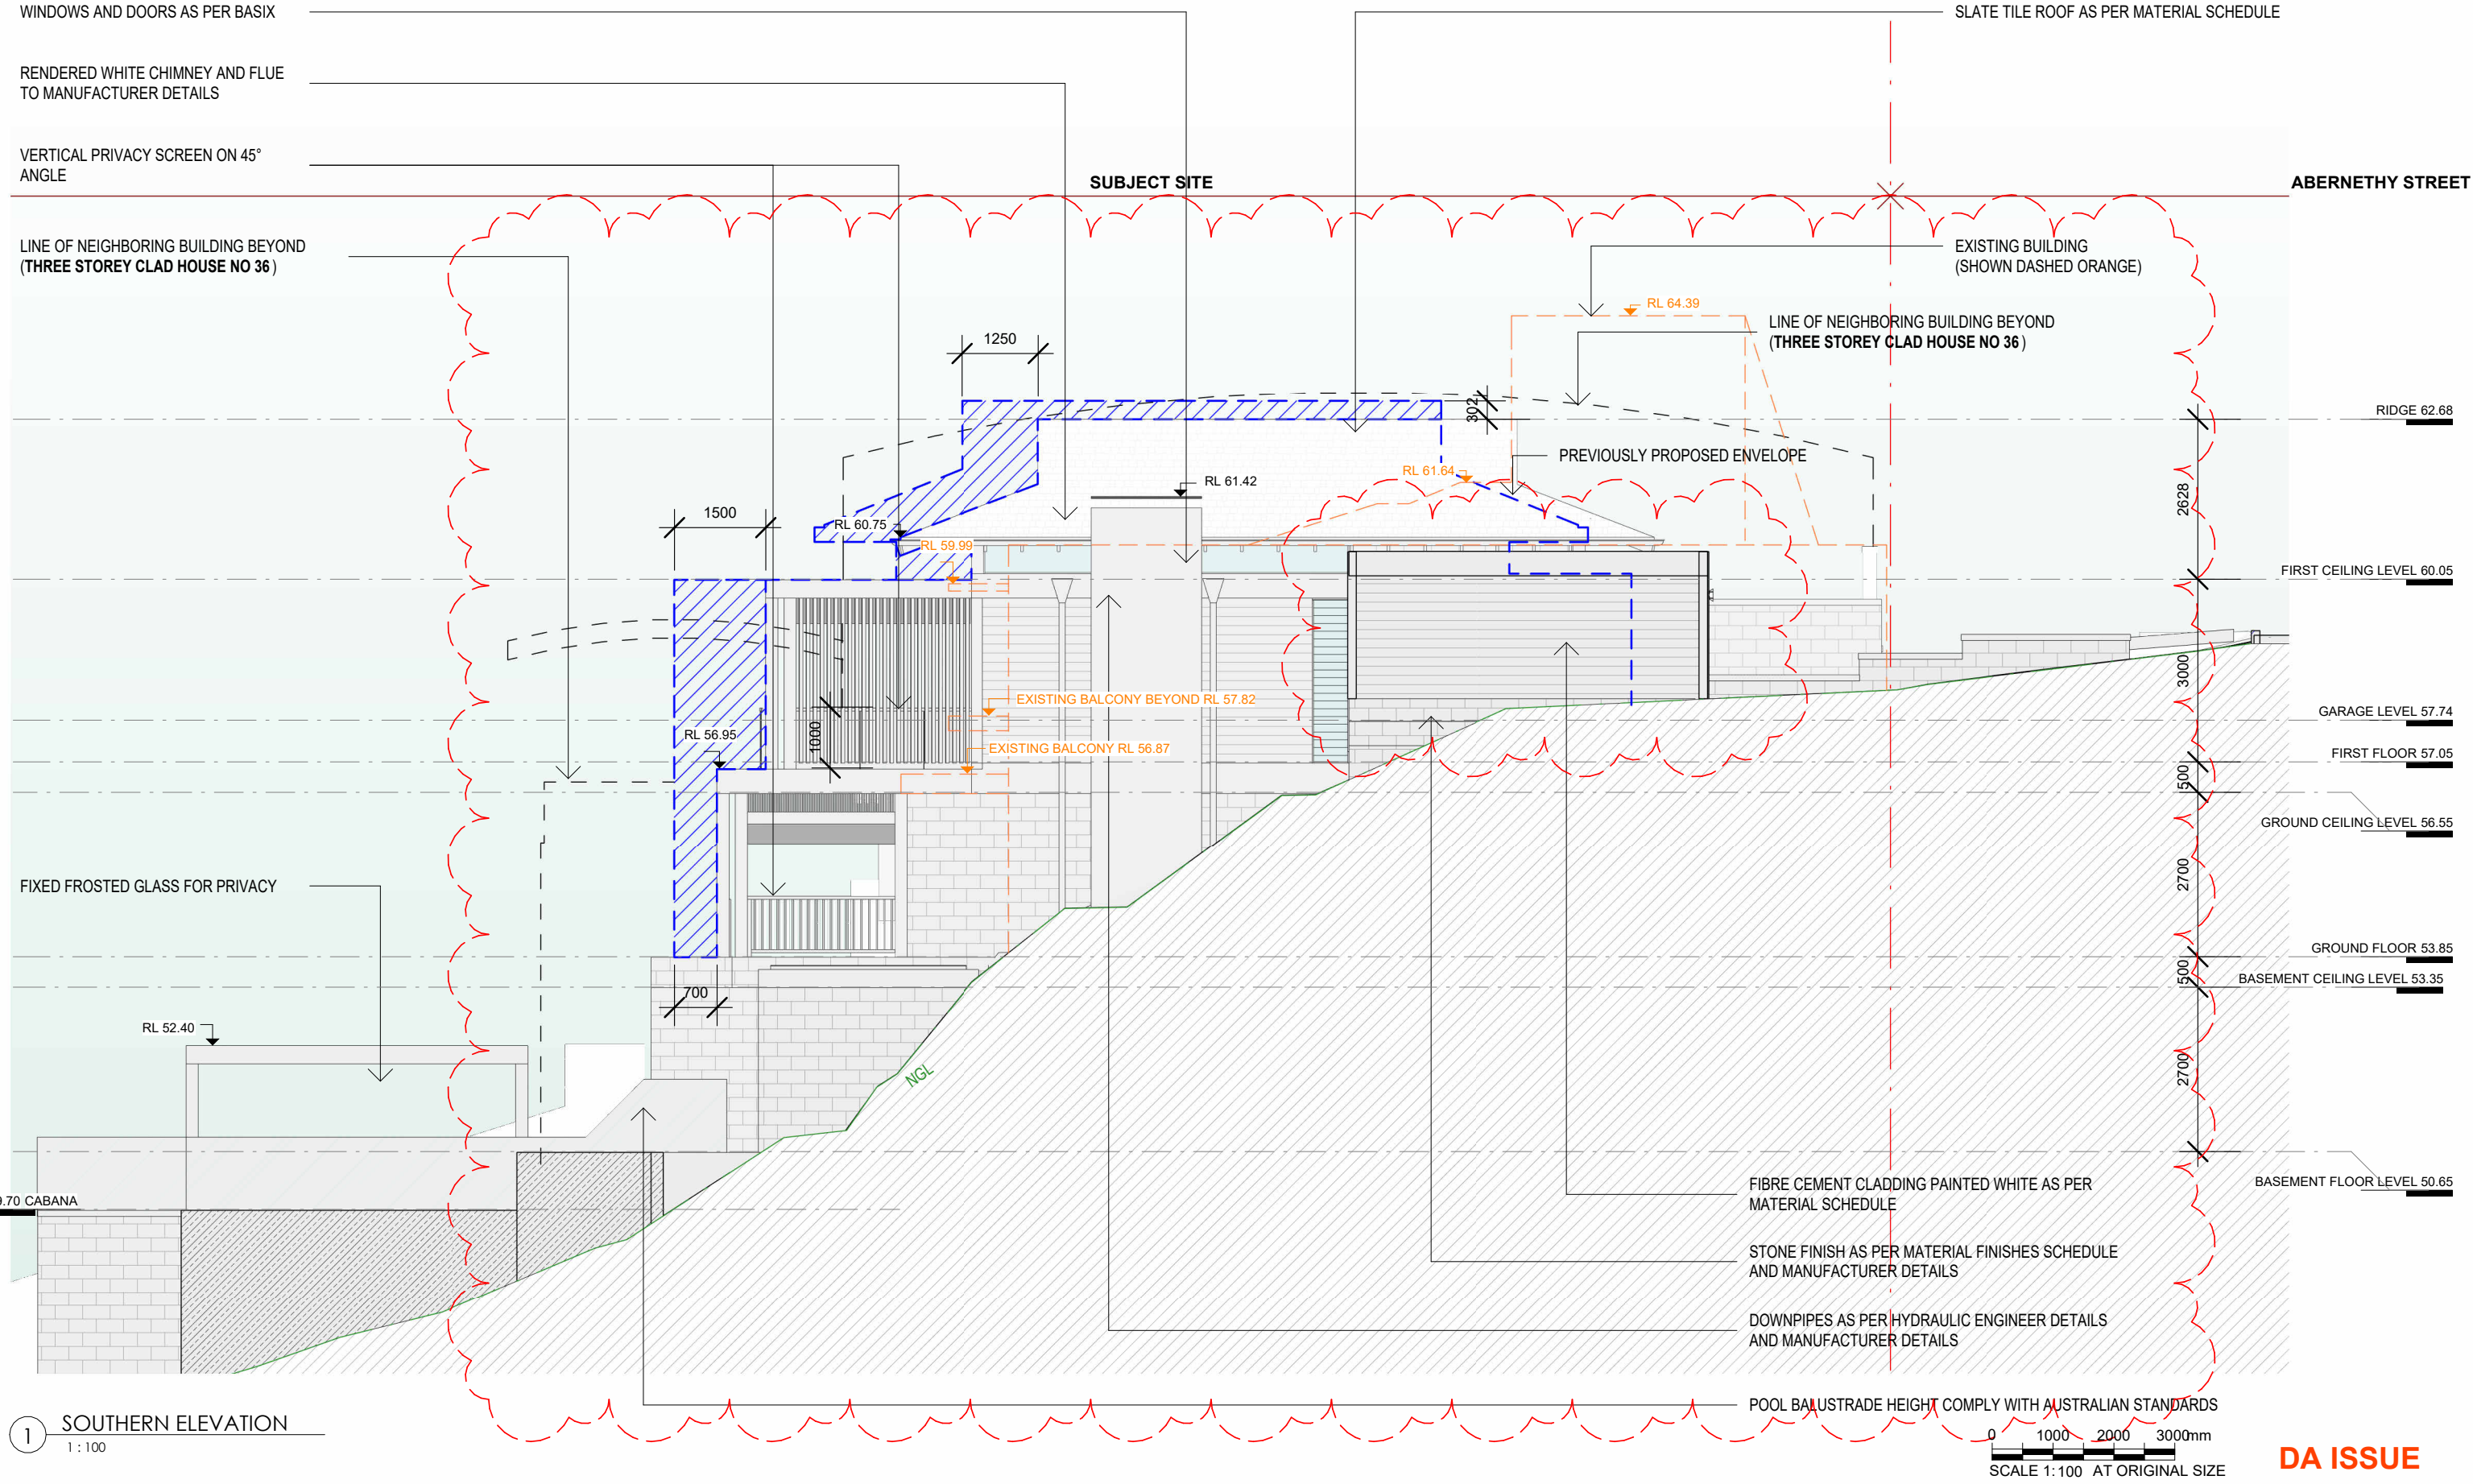 WINDOWS AND DOORS AS PER BASIX
SLATE TILE ROOF AS PER MATERIAL SCHEDULE
RENDERED WHITE CHIMNEY AND FLUE
TO MANUFACTURER DETAILS
VERTICAL PRIVACY SCREEN ON 45°
ANGLE
SUBJECT SITE
ABERNETHY STREET
LINE OF NEIGHBORING BUILDING BEYOND
(THREE STOREY CLAD HOUSE NO 36)
EXISTING BUILDING
(SHOWN DASHED ORANGE)
RL 64.39
LINE OF NEIGHBORING BUILDING BEYOND
(THREE STOREY CLAD HOUSE NO 36)
1250
302
RIDGE 62.68
PREVIOUSLY PROPOSED ENVELOPE
RL 61.64
RL 61.42
2628
1500
RL 60.75
RL 59.99
FIRST CEILING LEVEL 60.05
3000
EXISTING BALCONY BEYOND RL 57.82
GARAGE LEVEL 57.74
RL 56.95
1000
EXISTING BALCONY RL 56.87
FIRST FLOOR 57.05
500
GROUND CEILING LEVEL 56.55
2700
FIXED FROSTED GLASS FOR PRIVACY
GROUND FLOOR 53.85
500
BASEMENT CEILING LEVEL 53.35
700
RL 52.40
NGL
2700
9.70 CABANA
BASEMENT FLOOR LEVEL 50.65
FIBRE CEMENT CLADDING PAINTED WHITE AS PER
MATERIAL SCHEDULE
STONE FINISH AS PER MATERIAL FINISHES SCHEDULE
AND MANUFACTURER DETAILS
DOWNPIPES AS PER HYDRAULIC ENGINEER DETAILS
AND MANUFACTURER DETAILS
POOL BALUSTRADE HEIGHT COMPLY WITH AUSTRALIAN STANDARDS
1 SOUTHERN ELEVATION
1 : 100
0 1000 2000 3000mm
SCALE 1:100 AT ORIGINAL SIZE
DA ISSUE